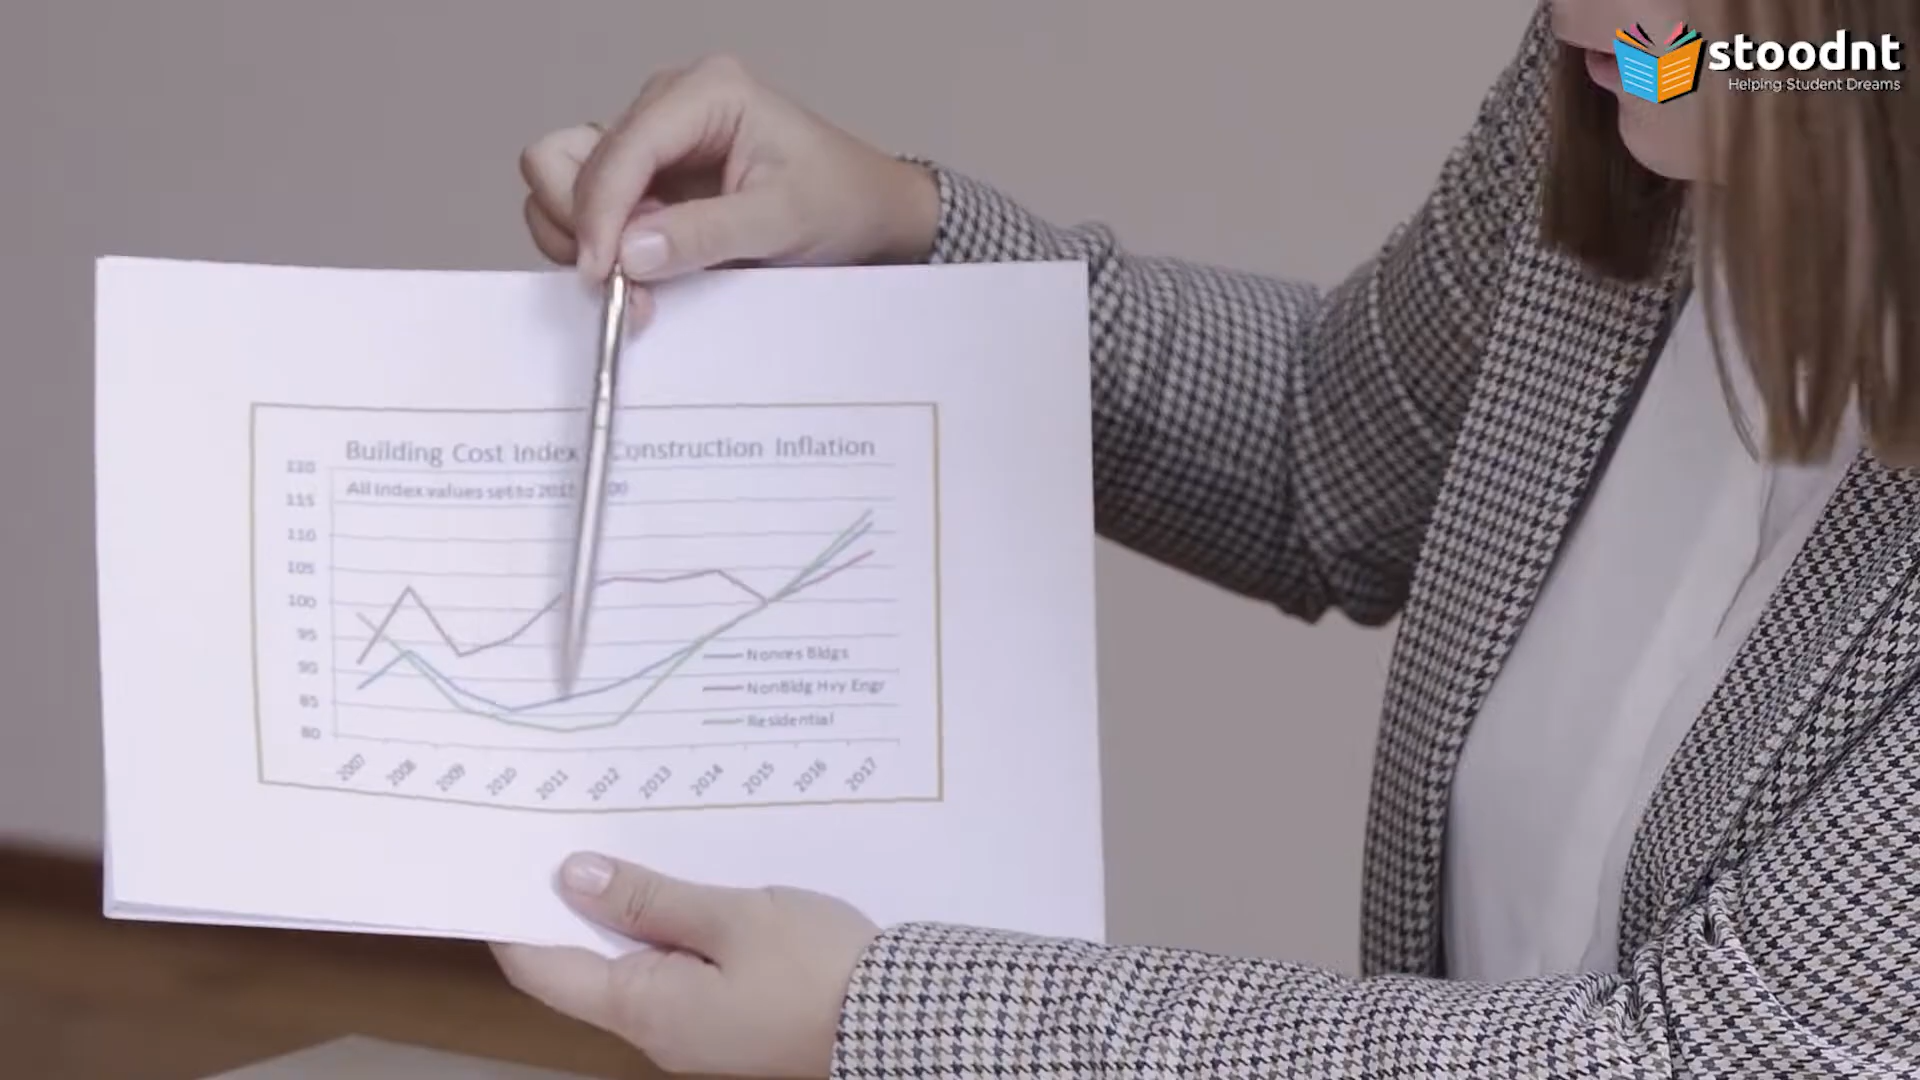 stoodnt
Helping Student Dreams
Building Cost Index Construction Inflation
All Index values set to
120
115
110
105
100
95
90
85
80
Nonres Bldgs
NonBldg Hvy Engr
Residential
2007 2008 2009 2010 2011 2012 2013 2014 2015 2016 2017